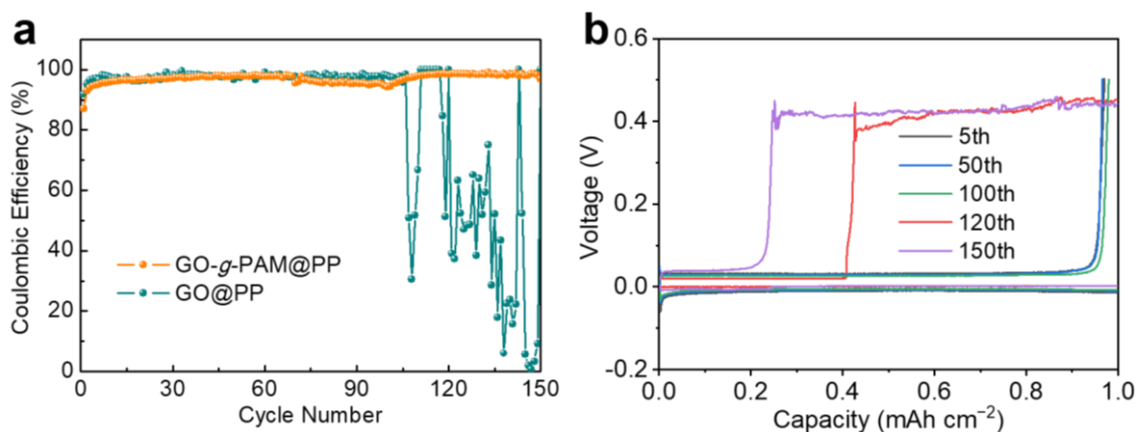 a
Coulombic Efficiency (%)
100
80
60
40
20
0
GO-g-PAM@PP
GO@PP
0 30 60 90 120 150
Cycle Number
b
Voltage (V)
0.6
0.4
0.2
0.0
-0.2
5th
50th
100th
120th
150th
0.0 0.2 0.4 0.6 0.8 1.0
Capacity (mAh cm⁻²)